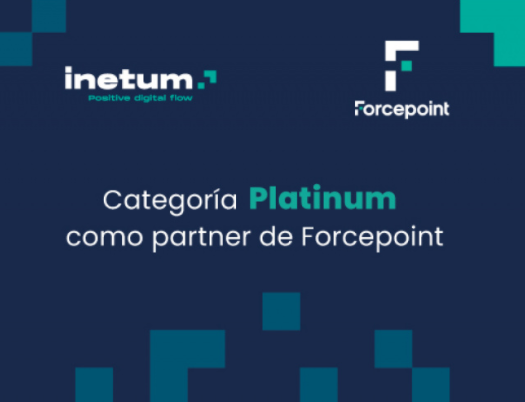 inetum.
Positive digital flow
Forcepoint
Categoría Platinum
como partner de Forcepoint